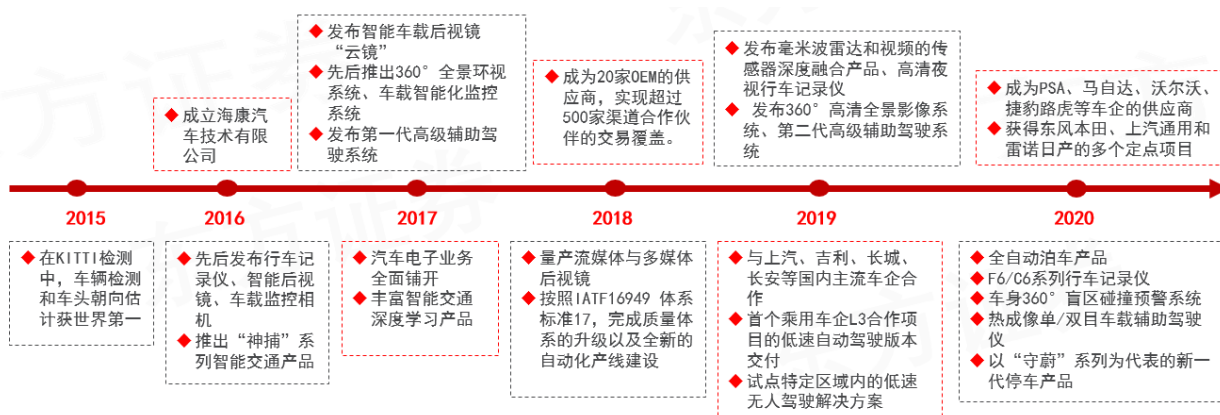 发布智能车载后视镜
“云镜”
先后推出360°全景环视
系统、车载智能化监控
系统
发布第一代高级辅助驾
驶系统
发布毫米波雷达和视频的传
感器深度融合产品、高清夜
视行车记录仪
发布360°高清全景影像系
统、第二代高级辅助驾驶系
统
成立海康汽
车技术有限
公司
成为20家OEM的供
应商，实现超过
500家渠道合作伙
伴的交易覆盖。
成为PSA、马自达、沃尔沃、
捷豹路虎等车企的供应商
获得东风本田、上汽通用和
雷诺日产的多个定点项目
2015
2016
2017
2018
2019
2020
在KITTI检测
中，车辆检测
和车头朝向估
计获世界第一
先后发布行车记
录仪、智能后视
镜、车载监控相
机
推出“神捕”系
列智能交通产品
汽车电子业务
全面铺开
丰富智能交通
深度学习产品
量产流媒体与多媒体
后视镜
按照IATF16949 体系
标准17，完成质量体
系的升级以及全新的
自动化产线建设
与上汽、吉利、长城、
长安等国内主流车企合
作
首个乘用车企L3合作项
目的低速自动驾驶版本
交付
试点特定区域内的低速
无人驾驶解决方案
全自动泊车产品
F6/C6系列行车记录仪
车身360°盲区碰撞预警系统
热成像单/双目车载辅助驾驶
仪
以“守蔚”系列为代表的新一
代停车产品